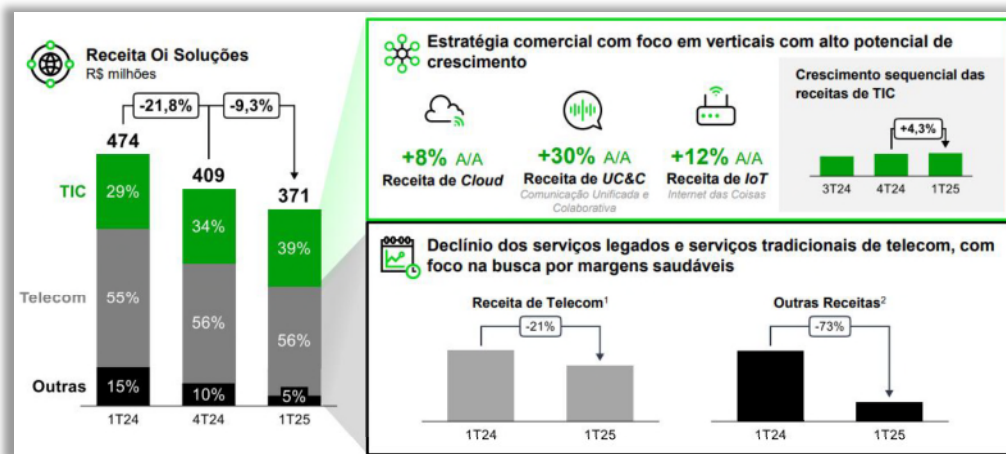 Receita Oi Soluções
R$ milhões
-21,8%
-9,3%
474
409
371
TIC
29%
34%
39%
Telecom
55%
56%
56%
Outras
15%
10%
5%
1T24
4T24
1T25
Estratégia comercial com foco em verticais com alto potencial de
crescimento
+8% A/A
Receita de Cloud
+30% A/A
Receita de UC&C
Comunicação Unificada e
Colaborativa
+12% A/A
Receita de IoT
Internet das Coisas
Crescimento sequencial das
receitas de TIC
+4,3%
3T24
4T24
1T25
Declínio dos serviços legados e serviços tradicionais de telecom, com
foco na busca por margens saudáveis
Receita de Telecom¹
-21%
1T24
1T25
Outras Receitas²
-73%
1T24
1T25